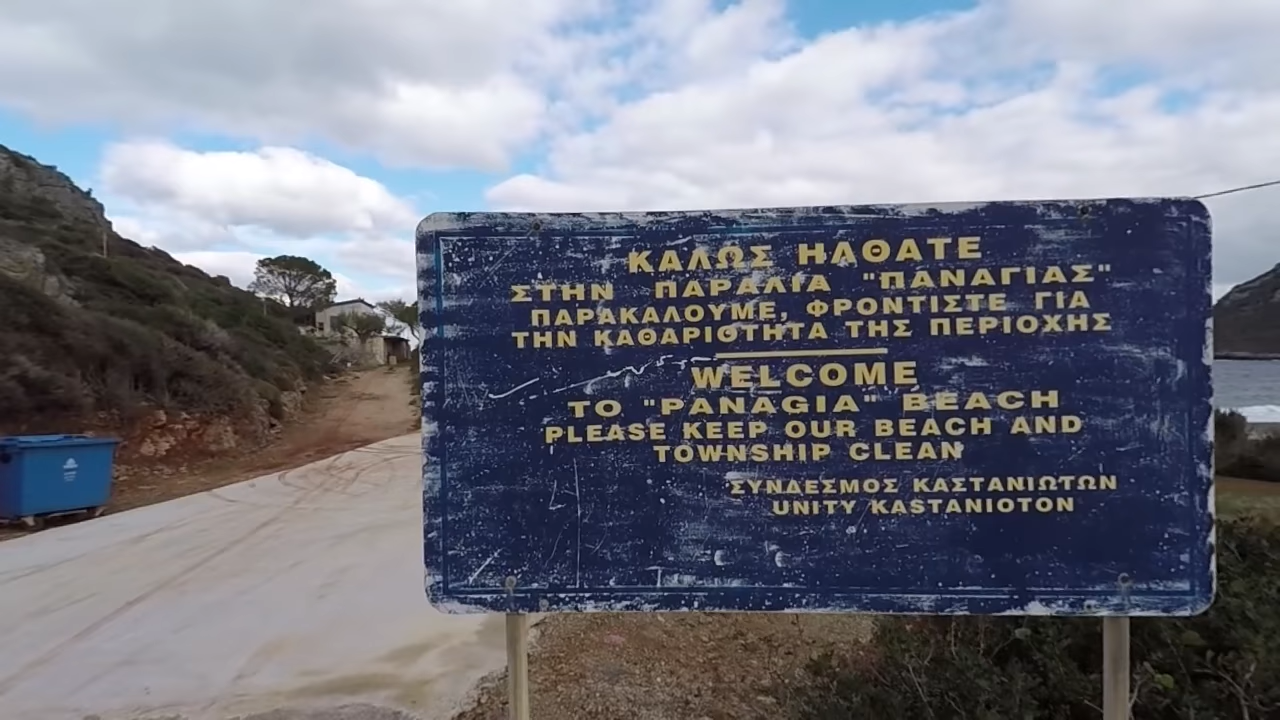 ΚΑΛΩΣ ΗΛΘΑΤΕ
ΣΤΗΝ ΠΑΡΑΛΙΑ "ΠΑΝΑΓΙΑΣ"
ΠΑΡΑΚΑΛΟΥΜΕ, ΦΡΟΝΤΙΣΤΕ ΓΙΑ
ΤΗΝ ΚΑΘΑΡΙΟΤΗΤΑ ΤΗΣ ΠΕΡΙΟΧΗΣ
WELCOME
TO "PANAGIA" BEACH
PLEASE KEEP OUR BEACH AND
TOWNSHIP CLEAN
ΣΥΝΔΕΣΜΟΣ ΚΑΣΤΑΝΙΩΤΩΝ
UNITY KASTANIOTON